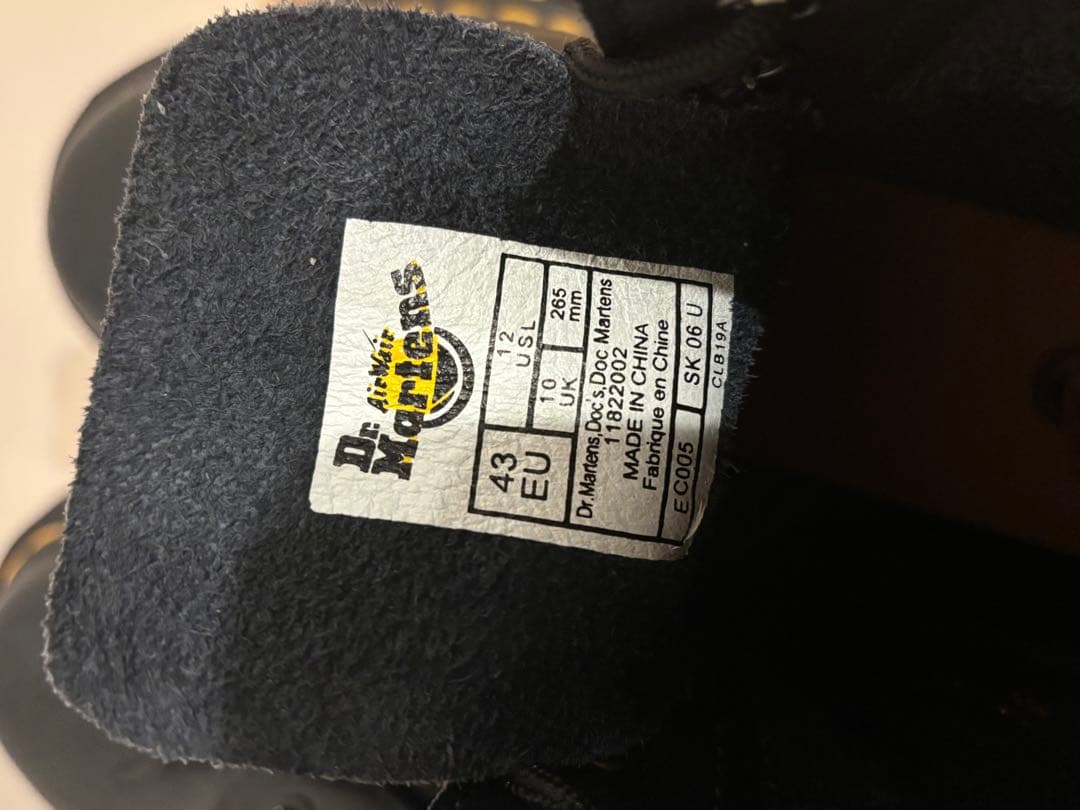 Dr. AirWair
Martens
43 EU
12 USL
10 UK
265 mm
Dr.Martens,Doc's,Doc Martens
11822002
MADE IN CHINA
Fabrique en Chine
EC005
SK 06 U
CLB19A